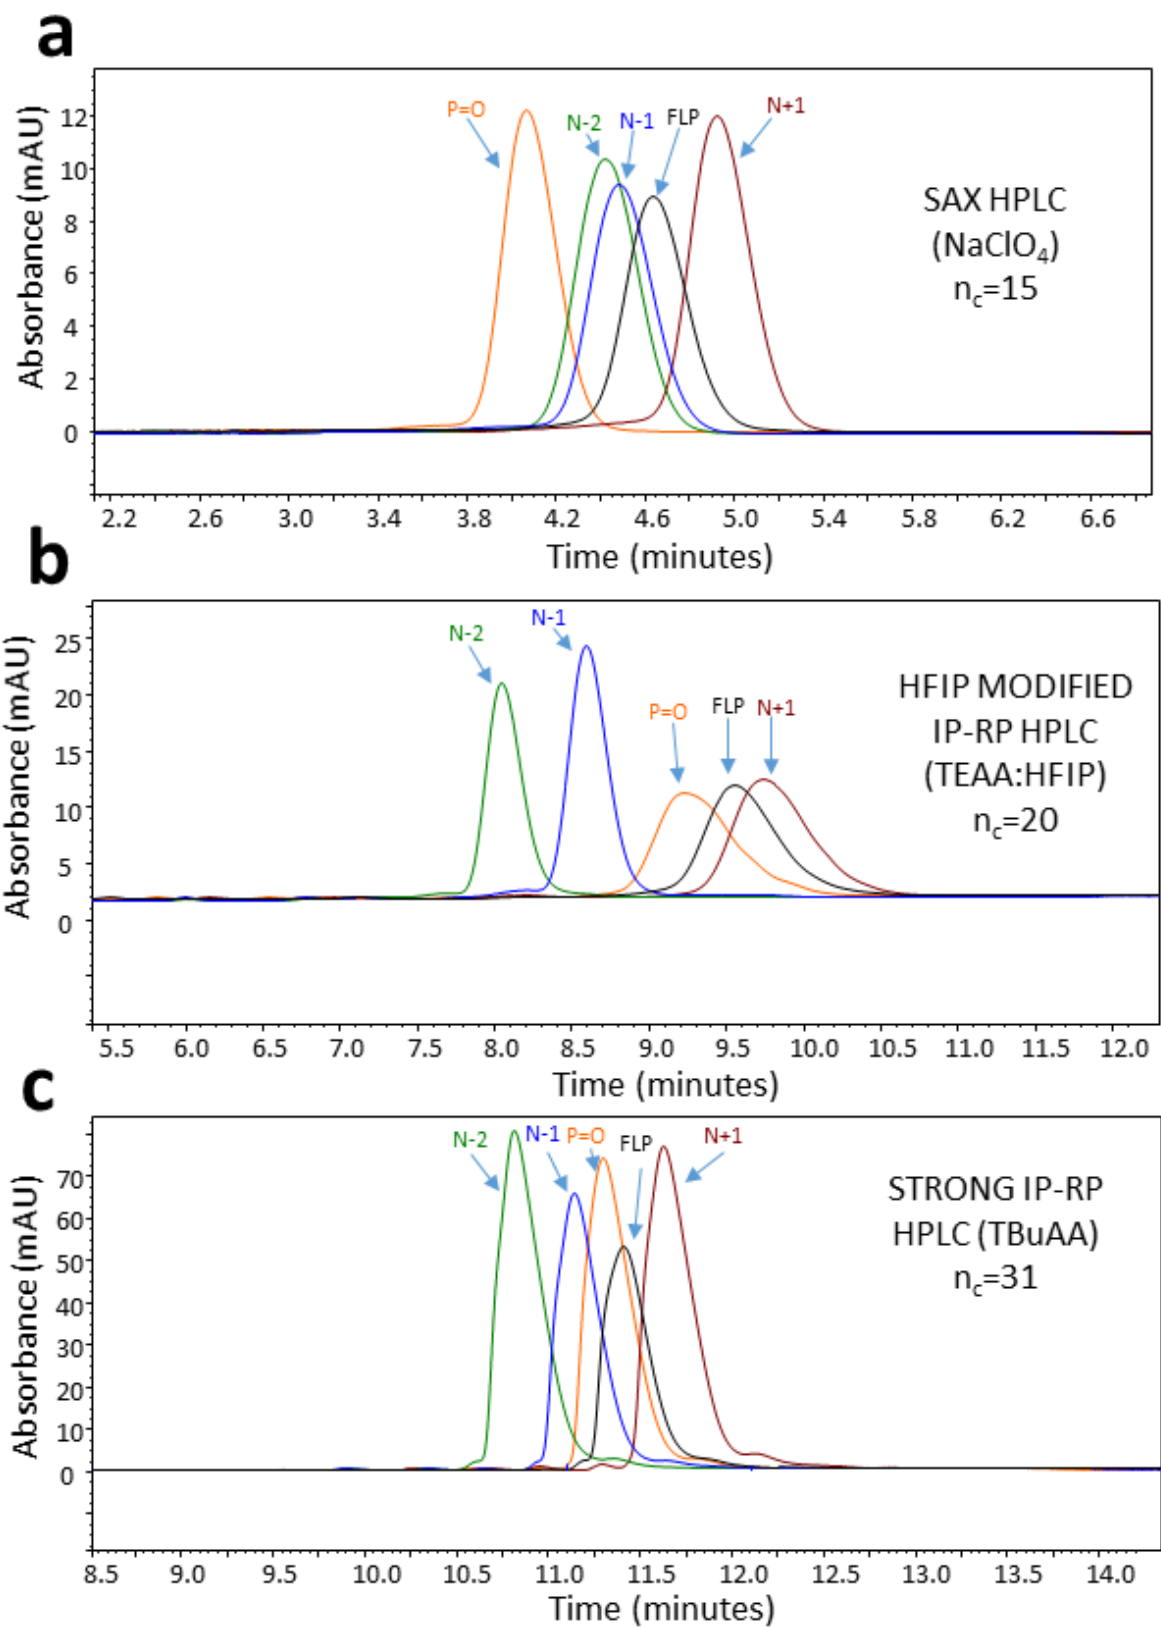 a
Absorbance (mAU)
12
10
8
6
4
2
0
P=O
N-2
N-1
FLP
N+1
SAX HPLC
(NaClO₄)
n_c=15
2.2 2.6 3.0 3.4 3.8 4.2 4.6 5.0 5.4 5.8 6.2 6.6
Time (minutes)
b
Absorbance (mAU)
25
20
15
10
5
0
N-2
N-1
P=O
FLP
N+1
HFIP MODIFIED
IP-RP HPLC
(TEAA:HFIP)
n_c=20
5.5 6.0 6.5 7.0 7.5 8.0 8.5 9.0 9.5 10.0 10.5 11.0 11.5 12.0
Time (minutes)
c
Absorbance (mAU)
70
60
50
40
30
20
10
0
N-2
N-1
P=O
FLP
N+1
STRONG IP-RP
HPLC (TBuAA)
n_c=31
8.5 9.0 9.5 10.0 10.5 11.0 11.5 12.0 12.5 13.0 13.5 14.0
Time (minutes)